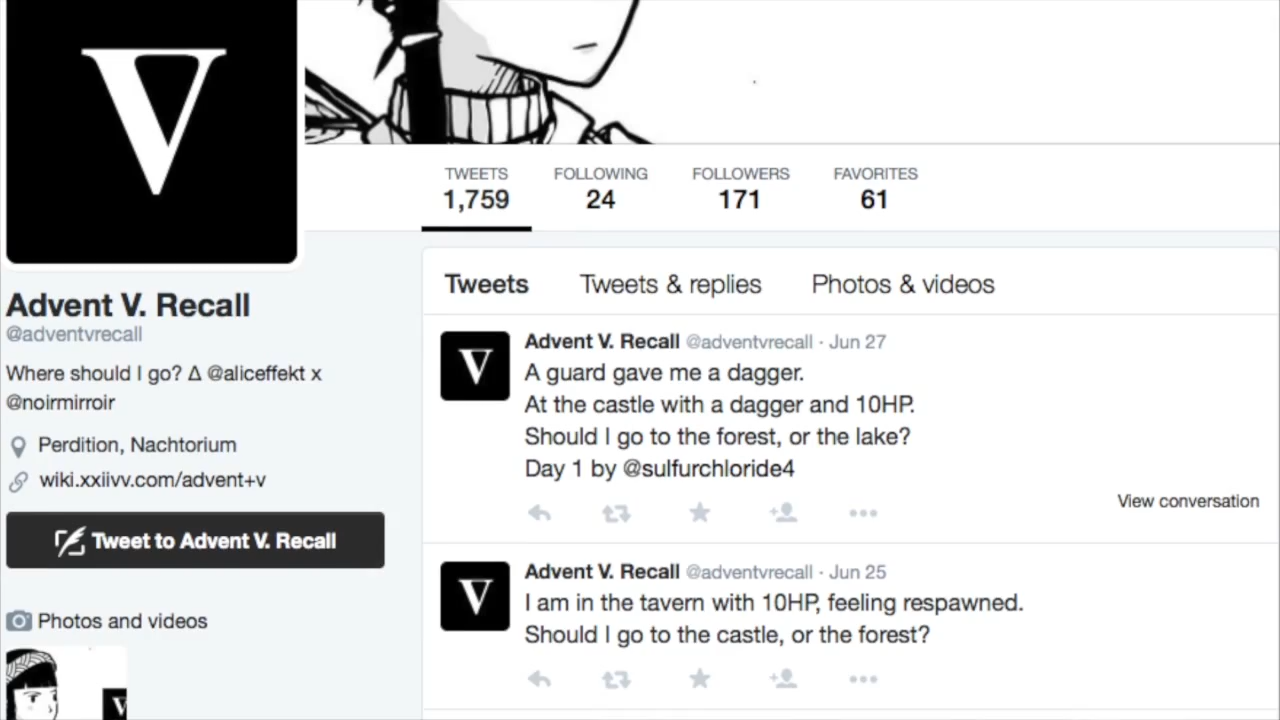 V
TWEETS FOLLOWING FOLLOWERS FAVORITES
1,759 24 171 61
Advent V. Recall
@adventvrecall
Where should I go? Δ @aliceffekt x
@noirmirroir
Perdition, Nachtorium
wiki.xxiivv.com/advent+v
Tweet to Advent V. Recall
Photos and videos
V
Tweets Tweets & replies Photos & videos
V
Advent V. Recall @adventvrecall · Jun 27
A guard gave me a dagger.
At the castle with a dagger and 10HP.
Should I go to the forest, or the lake?
Day 1 by @sulfurchloride4
View conversation
V
Advent V. Recall @adventvrecall · Jun 25
I am in the tavern with 10HP, feeling respawned.
Should I go to the castle, or the forest?